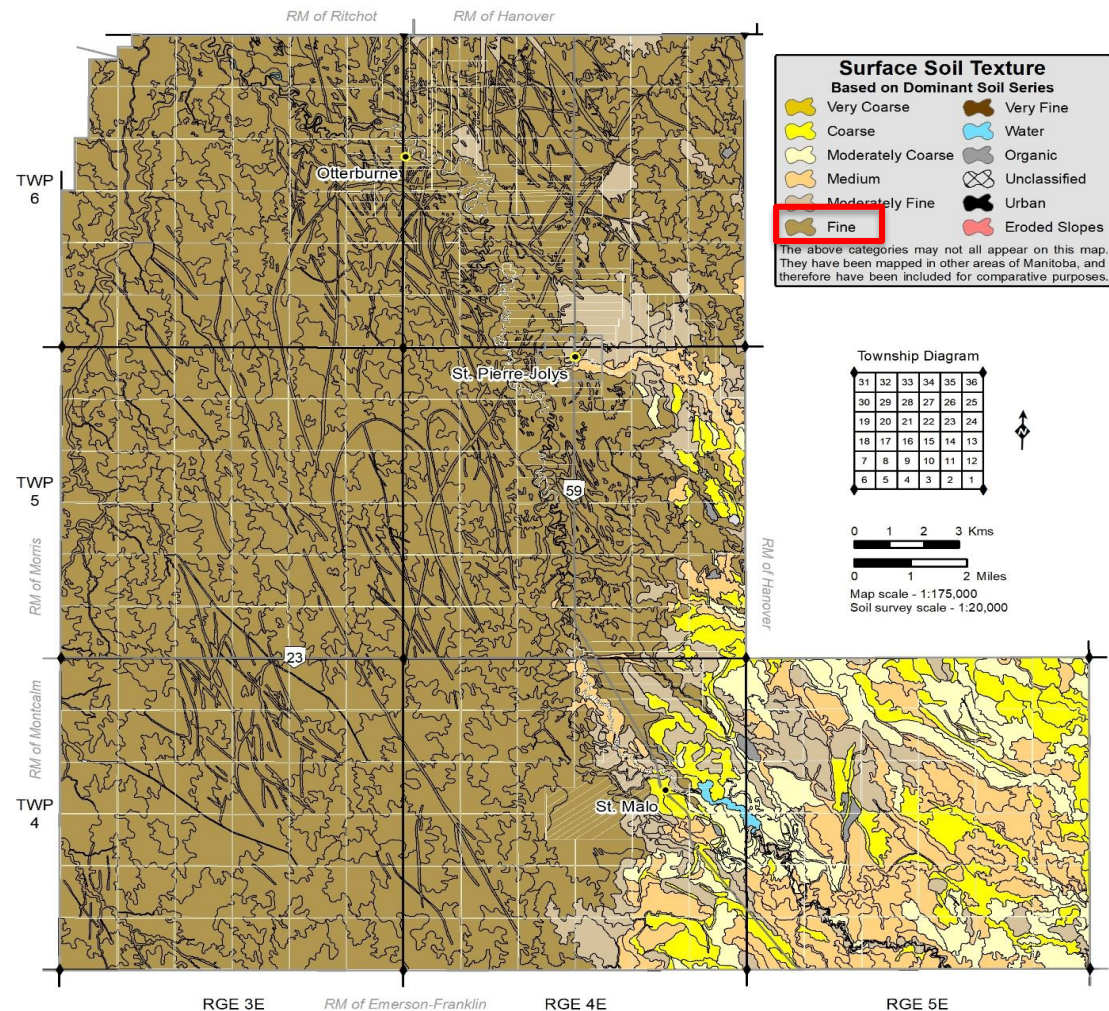 RM of Ritchot
RM of Hanover
Surface Soil Texture
Based on Dominant Soil Series
Very Coarse
Very Fine
Coarse
Water
Moderately Coarse
Organic
Medium
Unclassified
Moderately Fine
Urban
Fine
Eroded Slopes
The above categories may not all appear on this map.
They have been mapped in other areas of Manitoba, and
therefore have been included for comparative purposes.
Otterburne
TWP
6
St. Pierre-Jolys
Township Diagram
31 32 33 34 35 36
30 29 28 27 26 25
19 20 21 22 23 24
18 17 16 15 14 13
7 8 9 10 11 12
6 5 4 3 2 1
N
TWP
5
59
0 1 2 3 Kms
0 1 2 Miles
Map scale - 1:175,000
Soil survey scale - 1:20,000
RM of Morris
RM of Hanover
23
RM of Montcalm
TWP
4
St. Malo
RGE 3E
RM of Emerson-Franklin
RGE 4E
RGE 5E